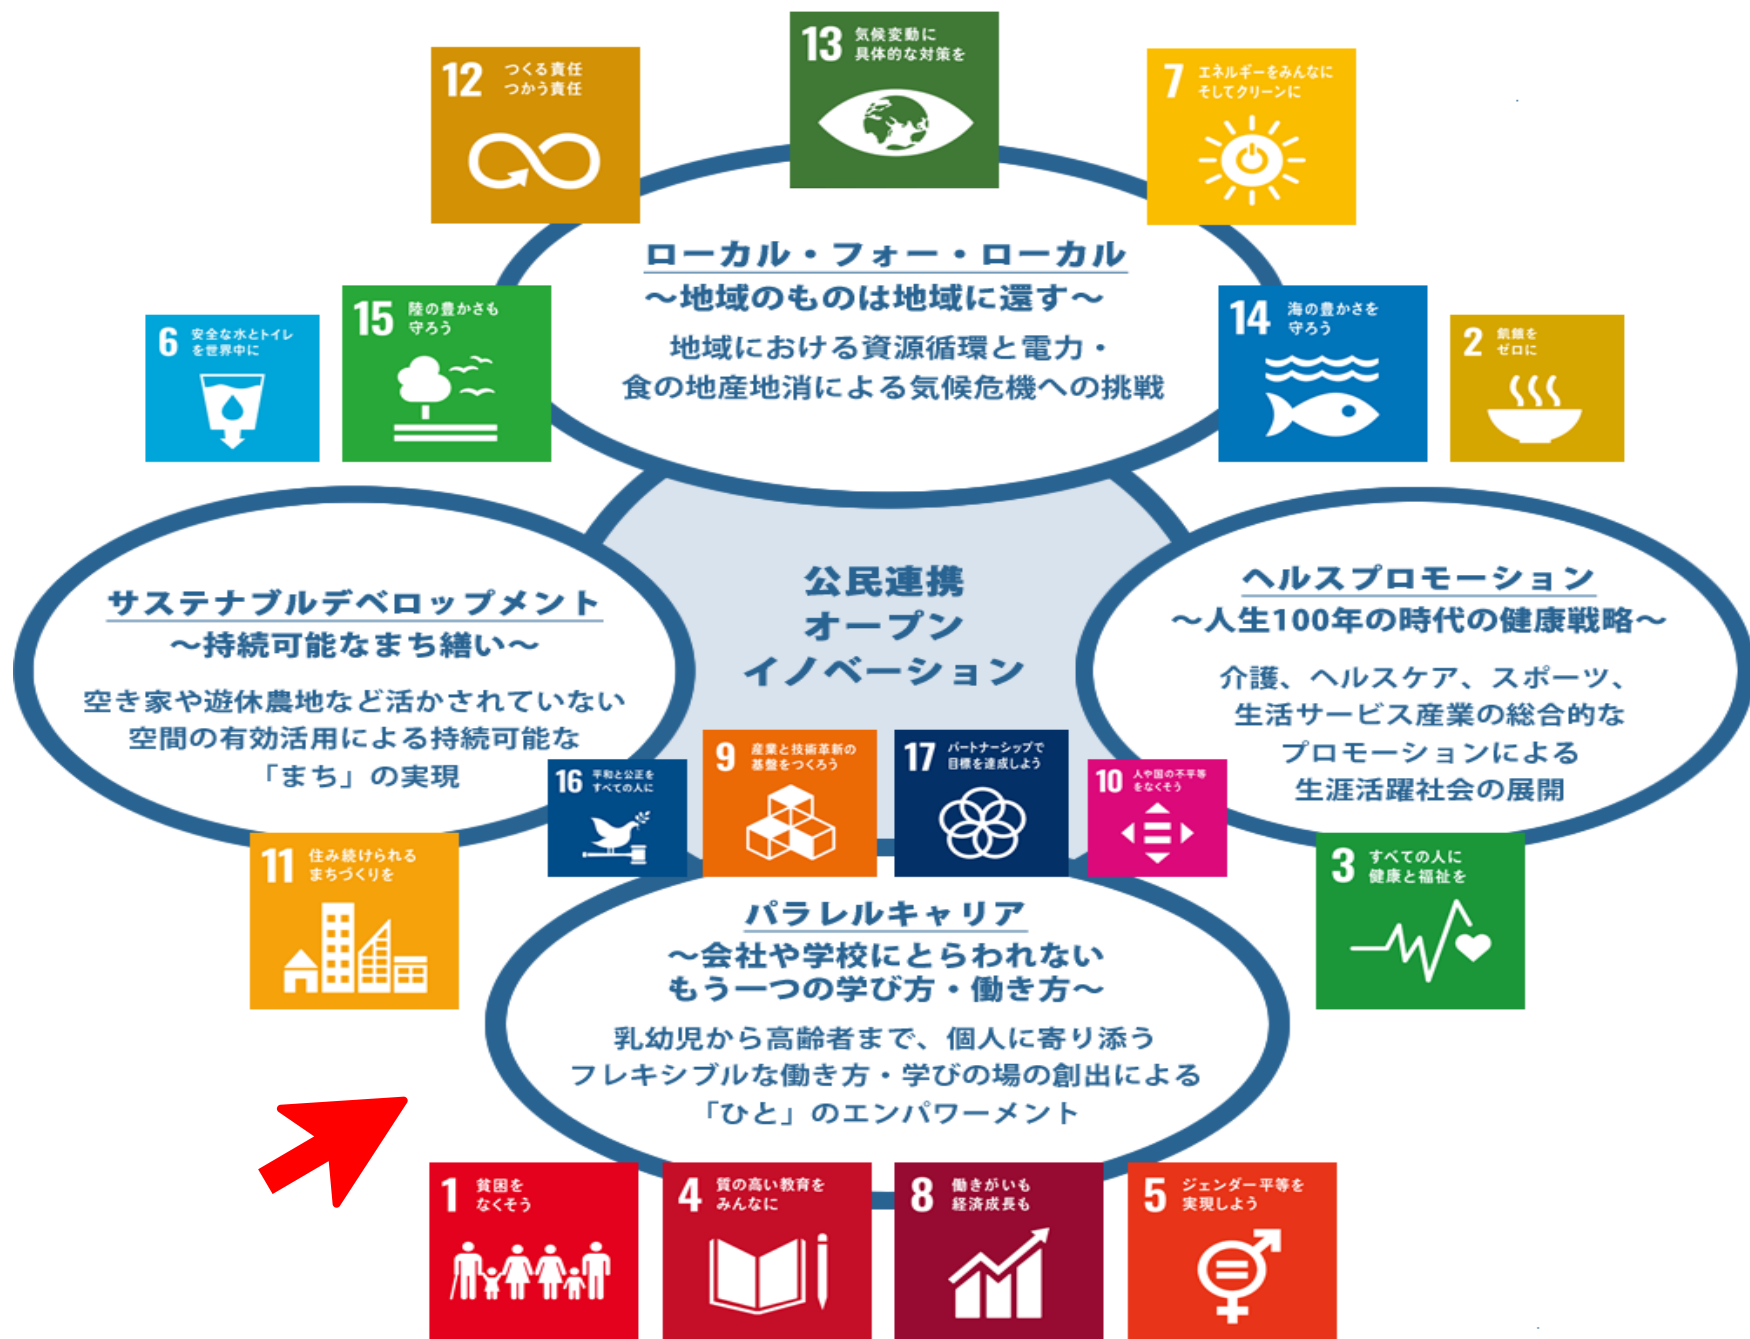 13 気候変動に
具体的な対策を
12 つくる責任
つかう責任
7 エネルギーをみんなに
そしてクリーンに
ローカル・フォー・ローカル
～地域のものは地域に還す～
地域における資源循環と電力・
食の地産地消による気候危機への挑戦
6 安全な水とトイレ
を世界中に
15 陸の豊かさも
守ろう
14 海の豊かさを
守ろう
2 飢餓を
ゼロに
サステナブルデベロップメント
～持続可能なまち繕い～
空き家や遊休農地など活かされていない
空間の有効活用による持続可能な
「まち」の実現
公民連携
オープン
イノベーション
ヘルスプロモーション
～人生100年の時代の健康戦略～
介護、ヘルスケア、スポーツ、
生活サービス産業の総合的な
プロモーションによる
生涯活躍社会の展開
16 平和と公正を
すべての人に
9 産業と技術革新の
基盤をつくろう
17 パートナーシップで
目標を達成しよう
10 人や国の不平等
をなくそう
11 住み続けられる
まちづくりを
3 すべての人に
健康と福祉を
パラレルキャリア
～会社や学校にとらわれない
もう一つの学び方・働き方～
乳幼児から高齢者まで、個人に寄り添う
フレキシブルな働き方・学びの場の創出による
「ひと」のエンパワーメント
1 貧困を
なくそう
4 質の高い教育を
みんなに
8 働きがいも
経済成長も
5 ジェンダー平等を
実現しよう